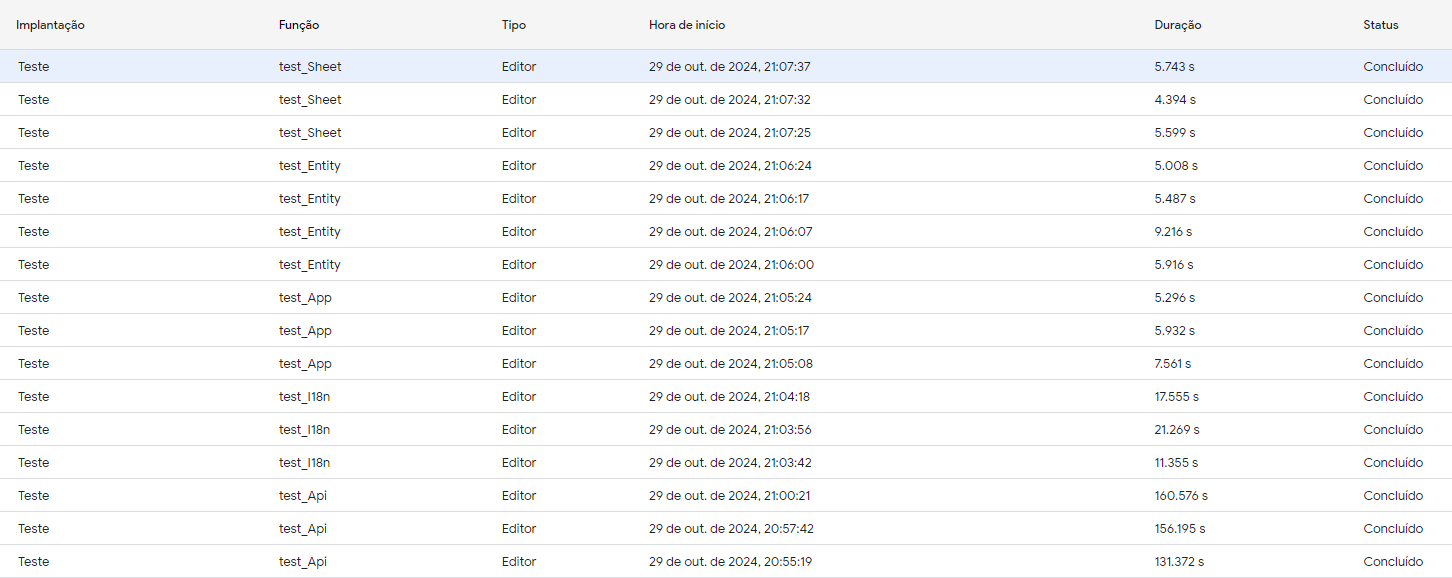 Implantação Função Tipo Hora de início Duração Status
Teste test_Sheet Editor 29 de out. de 2024, 21:07:37 5.743 s Concluído
Teste test_Sheet Editor 29 de out. de 2024, 21:07:32 4.394 s Concluído
Teste test_Sheet Editor 29 de out. de 2024, 21:07:25 5.599 s Concluído
Teste test_Entity Editor 29 de out. de 2024, 21:06:24 5.008 s Concluído
Teste test_Entity Editor 29 de out. de 2024, 21:06:17 5.487 s Concluído
Teste test_Entity Editor 29 de out. de 2024, 21:06:07 9.216 s Concluído
Teste test_Entity Editor 29 de out. de 2024, 21:06:00 5.916 s Concluído
Teste test_App Editor 29 de out. de 2024, 21:05:24 5.296 s Concluído
Teste test_App Editor 29 de out. de 2024, 21:05:17 5.932 s Concluído
Teste test_App Editor 29 de out. de 2024, 21:05:08 7.561 s Concluído
Teste test_I18n Editor 29 de out. de 2024, 21:04:18 17.555 s Concluído
Teste test_I18n Editor 29 de out. de 2024, 21:03:56 21.269 s Concluído
Teste test_I18n Editor 29 de out. de 2024, 21:03:42 11.355 s Concluído
Teste test_Api Editor 29 de out. de 2024, 21:00:21 160.576 s Concluído
Teste test_Api Editor 29 de out. de 2024, 20:57:42 156.195 s Concluído
Teste test_Api Editor 29 de out. de 2024, 20:55:19 131.372 s Concluído